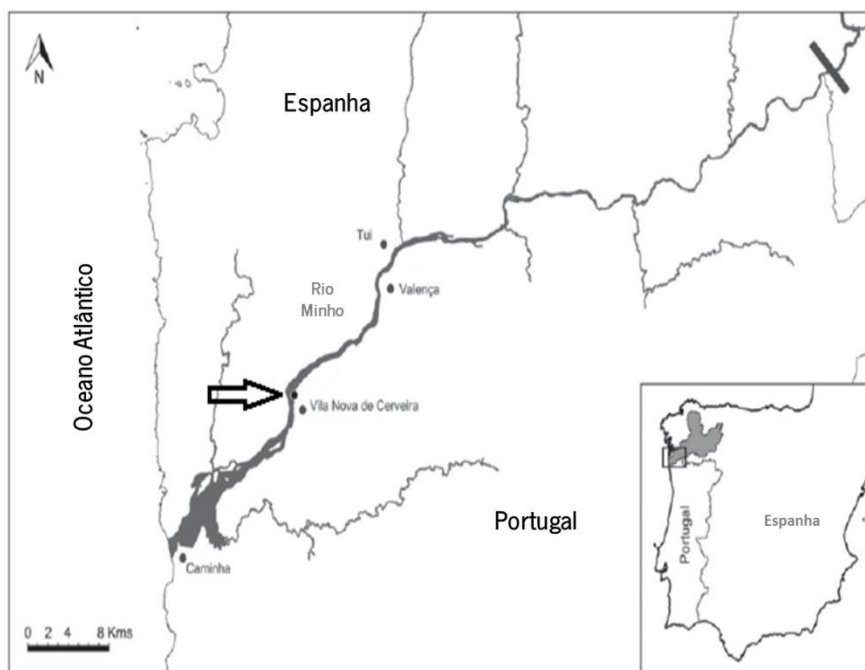 N
Espanha
Oceano Atlântico
Tui
Rio
Minho
Valença
Vila Nova de Cerveira
Portugal
Caminha
0 2 4 8 Kms
Portugal
Espanha